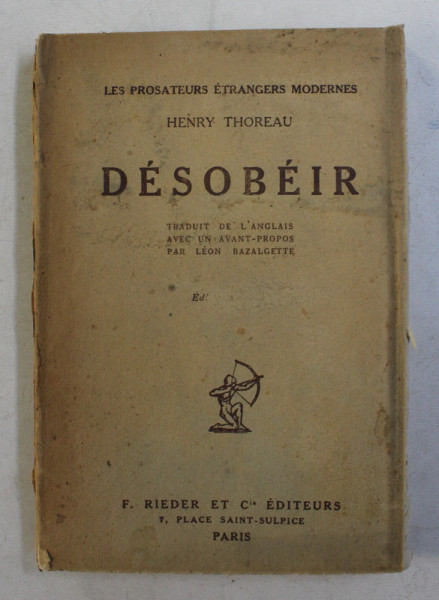 LES PROSATEURS ÉTRANGERS MODERNES
HENRY THOREAU
DÉSOBÉIR
TRADUIT DE L'ANGLAIS
AVEC UN AVANT-PROPOS
PAR LÉON BAZALGETTE
F. RIEDER ET Cie ÉDITEURS
7, PLACE SAINT-SULPICE
PARIS